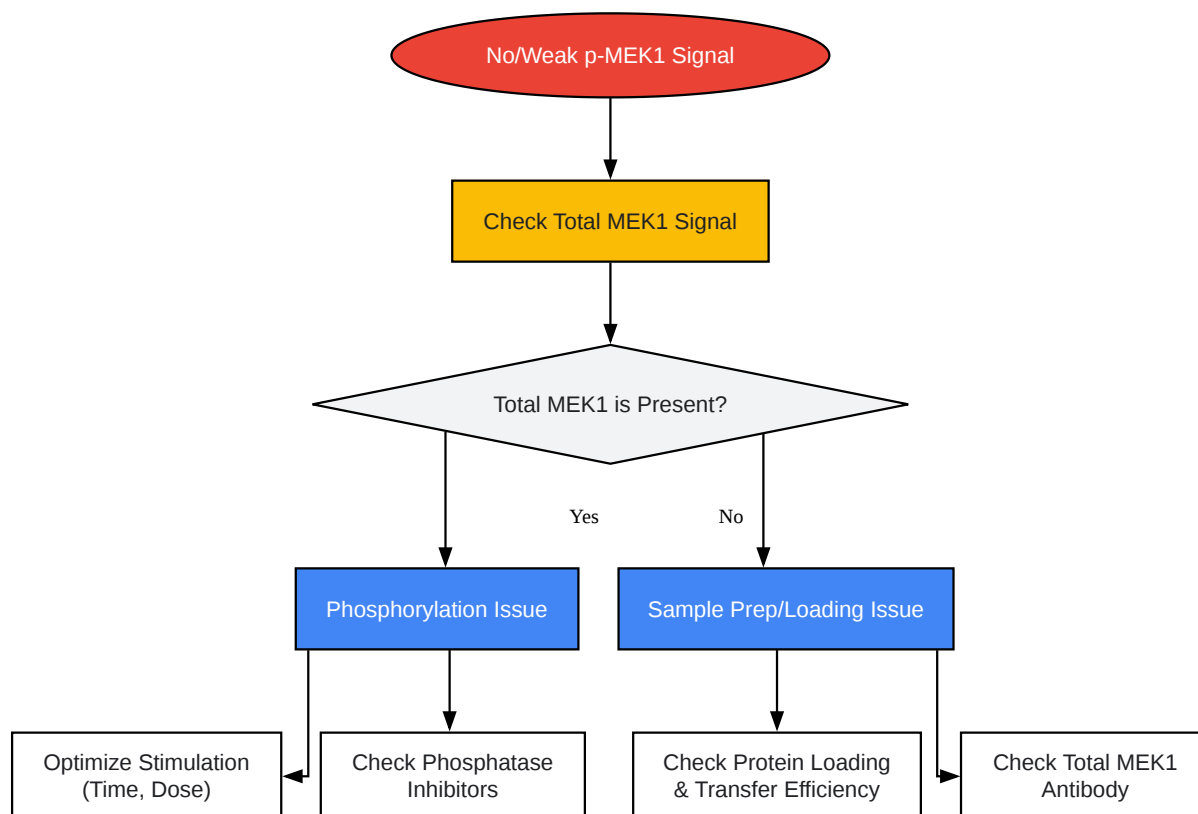 No/Weak p-MEK1 Signal
Check Total MEK1 Signal
Total MEK1 is Present?
Yes
No
Phosphorylation Issue
Sample Prep/Loading Issue
Optimize Stimulation
(Time, Dose)
Check Phosphatase
Inhibitors
Check Protein Loading
& Transfer Efficiency
Check Total MEK1
Antibody